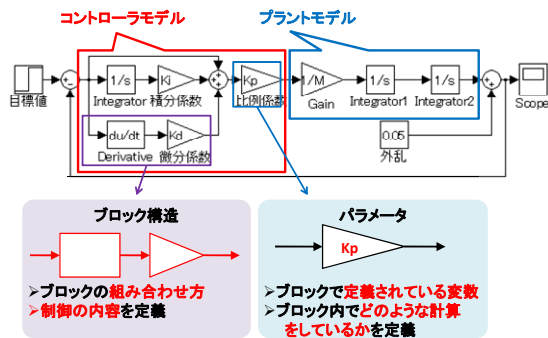 コントローラモデル
プラントモデル
目標値
1/s
Integrator
Ki
積分係数
Kp
比例係数
1/M
Gain
1/s
Integrator1
1/s
Integrator2
Scope
du/dt
Derivative
Kd
微分係数
0.05
外乱
ブロック構造
➢ブロックの組み合わせ方
➢制御の内容を定義
パラメータ
Kp
➢ブロックで定義されている変数
➢ブロック内でどのような計算
をしているかを定義